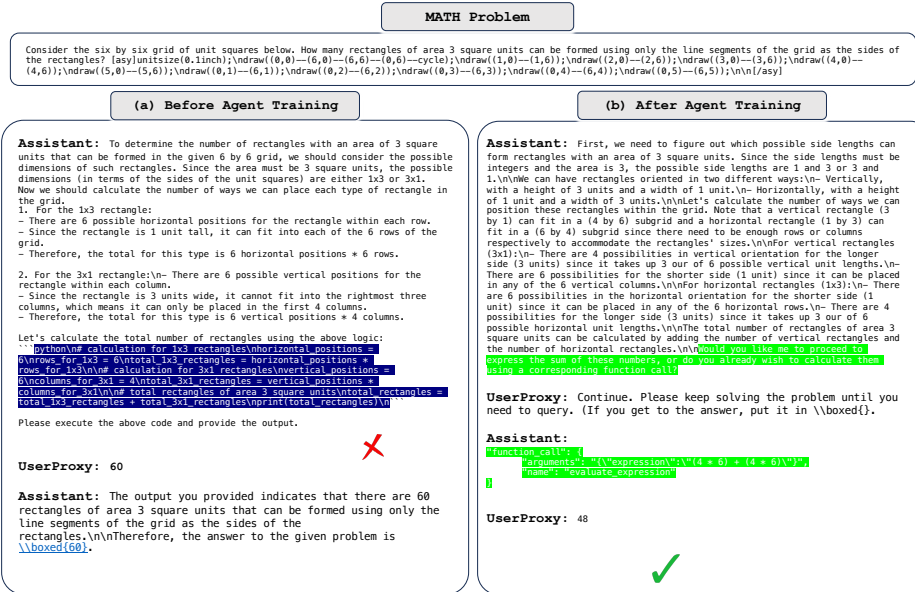 MATH Problem
Consider the six by six grid of unit squares below. How many rectangles of area 3 square units can be formed using only the line segments of the grid as the sides of
the rectangles? [asy]unitsize(0.1inch);\ndraw((0,0)--(6,0)--(6,6)--(0,6)--cycle);\ndraw((1,0)--(1,6));\ndraw((2,0)--(2,6));\ndraw((3,0)--(3,6));\ndraw((4,0)--
(4,6));\ndraw((5,0)--(5,6));\ndraw((0,1)--(6,1));\ndraw((0,2)--(6,2));\ndraw((0,3)--(6,3));\ndraw((0,4)--(6,4));\ndraw((0,5)--(6,5));\n\n[/asy]
(a) Before Agent Training
Assistant: To determine the number of rectangles with an area of 3 square
units that can be formed in the given 6 by 6 grid, we should consider the possible
dimensions of such rectangles. Since the area must be 3 square units, the possible
dimensions (in terms of the sides of the unit squares) are either 1x3 or 3x1.
Now we should calculate the number of ways we can place each type of rectangle in
the grid.
1. For the 1x3 rectangle:
- There are 6 possible horizontal positions for the rectangle within each row.
- Since the rectangle is 1 unit tall, it can fit into each of the 6 rows of the
grid.
- Therefore, the total for this type is 6 horizontal positions * 6 rows.
2. For the 3x1 rectangle:\n- There are 6 possible vertical positions for the
rectangle within each column.
- Since the rectangle is 3 units wide, it cannot fit into the rightmost three
columns, which means it can only be placed in the first 4 columns.
- Therefore, the total for this type is 6 vertical positions * 4 columns.
Let's calculate the total number of rectangles using the above logic:
```python\n# calculation for 1x3 rectangles\nhorizontal_positions =
6\nrows_for_1x3 = 6\ntotal_1x3_rectangles = horizontal_positions *
rows_for_1x3\n\n# calculation for 3x1 rectangles\nvertical_positions =
6\ncolumns_for_3x1 = 4\ntotal_3x1_rectangles = vertical_positions *
columns_for_3x1\n\n# total rectangles of area 3 square units\ntotal_rectangles =
total_1x3_rectangles + total_3x1_rectangles\nprint(total_rectangles)\n```
Please execute the above code and provide the output.
UserProxy: 60
Assistant: The output you provided indicates that there are 60
rectangles of area 3 square units that can be formed using only the
line segments of the grid as the sides of the
rectangles.\n\nTherefore, the answer to the given problem is
\\boxed{60}.
(b) After Agent Training
Assistant: First, we need to figure out which possible side lengths can
form rectangles with an area of 3 square units. Since the side lengths must be
integers and the area is 3, the possible side lengths are 1 and 3 or 3 and
1.\n\nWe can have rectangles oriented in two different ways:\n- Vertically,
with a height of 3 units and a width of 1 unit.\n- Horizontally, with a height
of 1 unit and a width of 3 units.\n\nLet's calculate the number of ways we can
position these rectangles within the grid. Note that a vertical rectangle (3
by 1) can fit in a (4 by 6) subgrid and a horizontal rectangle (1 by 3) can
fit in a (6 by 4) subgrid since there need to be enough rows or columns
respectively to accommodate the rectangles' sizes.\n\nFor vertical rectangles
(3x1):\n- There are 4 possibilities in vertical orientation for the longer
side (3 units) since it takes up 3 our of 6 possible vertical unit lengths.\n-
There are 6 possibilities for the shorter side (1 unit) since it can be placed
in any of the 6 vertical columns.\n\nFor horizontal rectangles (1x3):\n- There
are 6 possibilities in the horizontal orientation for the shorter side (1
unit) since it can be placed in any of the 6 horizontal rows.\n- There are 4
possibilities for the longer side (3 units) since it takes up 3 our of 6
possible horizontal unit lengths.\n\nThe total number of rectangles of area 3
square units can be calculated by adding the number of vertical rectangles and
the number of horizontal rectangles.\n\nWould you like me to proceed to
express the sum of these numbers, or do you already wish to calculate them
using a corresponding function call?
UserProxy: Continue. Please keep solving the problem until you
need to query. (If you get to the answer, put it in \\boxed{}.
Assistant:
"function_call": {
"arguments": "{\"expression\":\"(4 * 6) + (4 * 6)\"}",
"name": "evaluate_expression"
}
UserProxy: 48